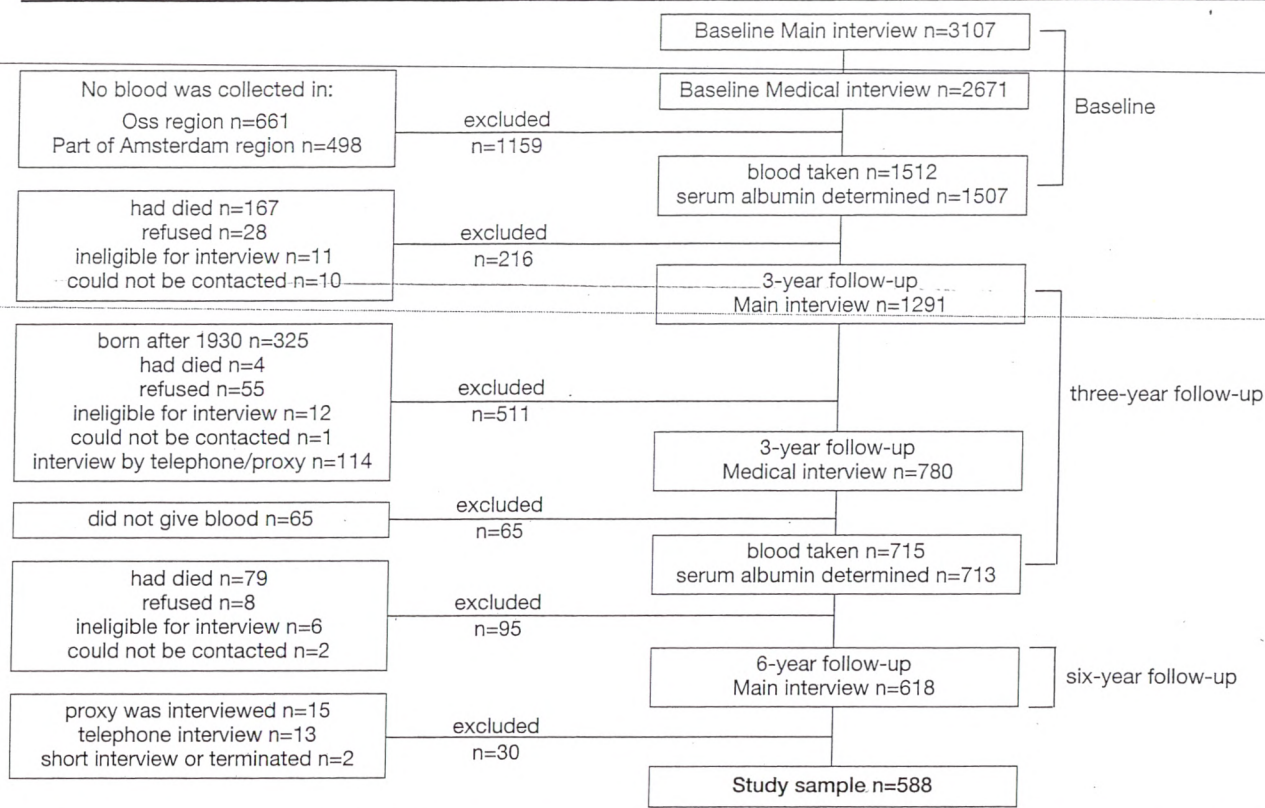 Baseline Main interview n=3107
Baseline Medical interview n=2671
Baseline
No blood was collected in:
Oss region n=661
Part of Amsterdam region n=498
excluded
n=1159
blood taken n=1512
serum albumin determined n=1507
had died n=167
refused n=28
ineligible for interview n=11
could not be contacted n=10
excluded
n=216
3-year follow-up
Main interview n=1291
born after 1930 n=325
had died n=4
refused n=55
ineligible for interview n=12
could not be contacted n=1
interview by telephone/proxy n=114
excluded
n=511
three-year follow-up
3-year follow-up
Medical interview n=780
did not give blood n=65
excluded
n=65
blood taken n=715
serum albumin determined n=713
had died n=79
refused n=8
ineligible for interview n=6
could not be contacted n=2
excluded
n=95
6-year follow-up
Main interview n=618
six-year follow-up
proxy was interviewed n=15
telephone interview n=13
short interview or terminated n=2
excluded
n=30
Study sample n=588